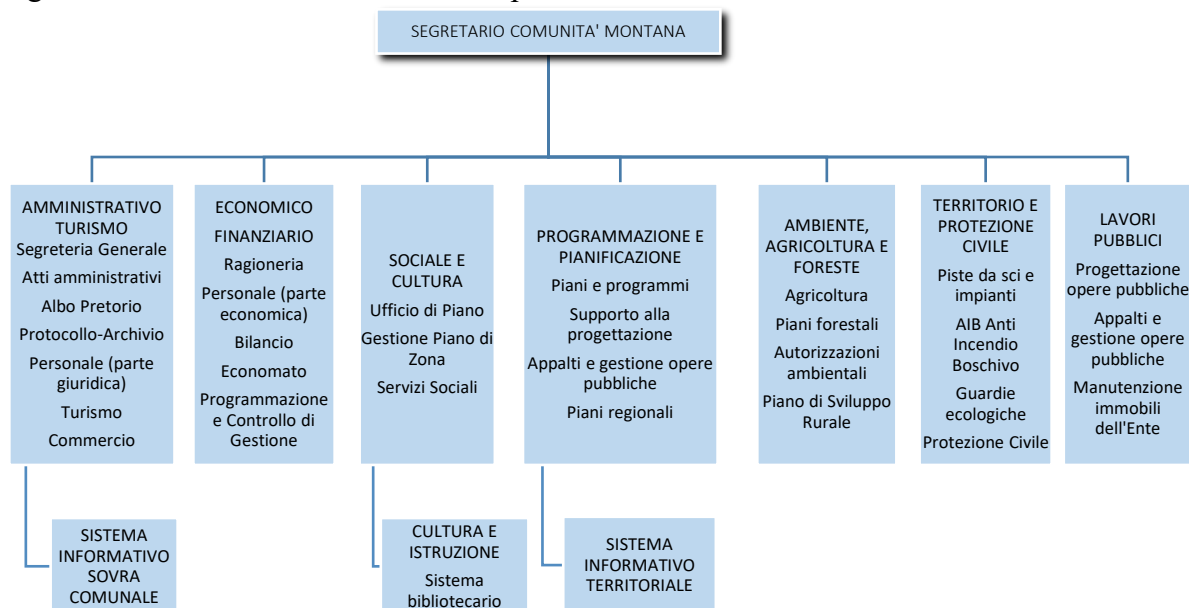 SEGRETARIO COMUNITA' MONTANA
AMMINISTRATIVO
TURISMO
Segreteria Generale
Atti amministrativi
Albo Pretorio
Protocollo-Archivio
Personale (parte
giuridica)
Turismo
Commercio
ECONOMICO
FINANZIARIO
Ragioneria
Personale (parte
economica)
Bilancio
Economato
Programmazione
e Controllo di
Gestione
SOCIALE E
CULTURA
Ufficio di Piano
Gestione Piano di
Zona
Servizi Sociali
PROGRAMMAZIONE E
PIANIFICAZIONE
Piani e programmi
Supporto alla
progettazione
Appalti e gestione opere
pubbliche
Piani regionali
AMBIENTE,
AGRICOLTURA E
FORESTE
Agricoltura
Piani forestali
Autorizzazioni
ambientali
Piano di Sviluppo
Rurale
TERRITORIO E
PROTEZIONE
CIVILE
Piste da sci e
impianti
AIB Anti
Incendio
Boschivo
Guardie
ecologiche
Protezione Civile
LAVORI
PUBBLICI
Progettazione
opere pubbliche
Appalti e
gestione opere
pubbliche
Manutenzione
immobili
dell'Ente
SISTEMA
INFORMATIVO
SOVRA
COMUNALE
CULTURA E
ISTRUZIONE
Sistema
bibliotecario
SISTEMA
INFORMATIVO
TERRITORIALE